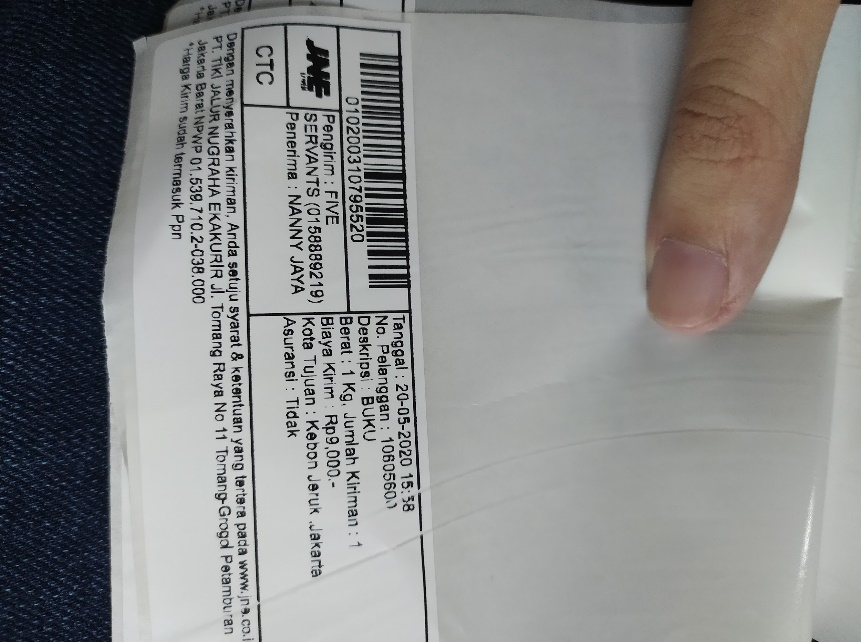 010200310795520
JNE
EXPRESS
Pengirim : FIVE
SERVANTS (0158889219)
Penerima : NANNY JAYA
CTC
Tanggal : 20-05-2020 15:38
No. Pelanggan : 10605601
Deskripsi : BUKU
Berat : 1 Kg, Jumlah Kiriman : 1
Biaya Kirim : Rp9,000.-
Kota Tujuan : Kebon Jeruk ,Jakarta
Asuransi : Tidak
Dengan menyerahkan kiriman, Anda setuju syarat & ketentuan yang tertera pada www.jne.co.i
PT. TIKI JALUR NUGRAHA EKAKURIR Jl. Tomang Raya No 11 Tomang-Grogol Petamburan
Jakarta Barat NPWP 01.539.710.2-038.000
*Harga Kirim sudah termasuk Ppn